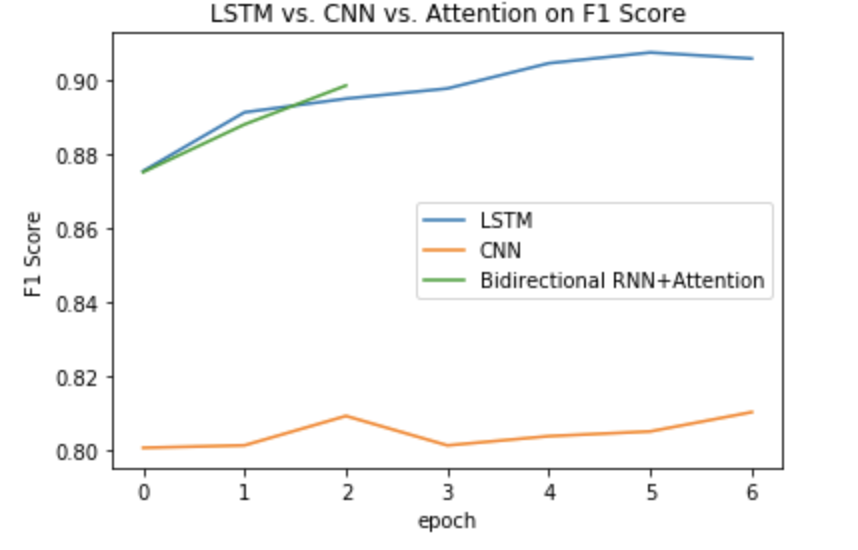 LSTM vs. CNN vs. Attention on F1 Score
0.90
0.88
0.86
0.84
0.82
0.80
F1 Score
LSTM
CNN
Bidirectional RNN+Attention
0 1 2 3 4 5 6
epoch